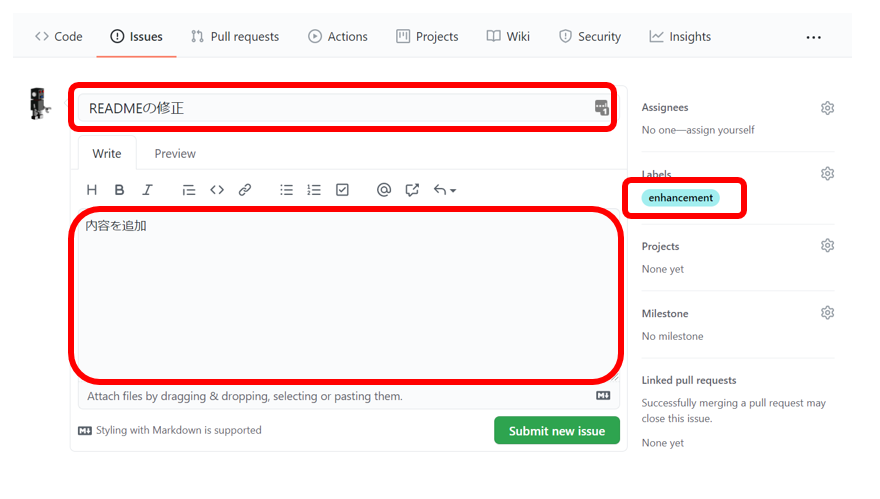 Code Issues Pull requests Actions Projects Wiki Security Insights ...
READMEの修正
Write Preview
H B I
内容を追加
Attach files by dragging & dropping, selecting or pasting them.
Styling with Markdown is supported
Submit new issue
Assignees
No one—assign yourself
Labels
enhancement
Projects
None yet
Milestone
No milestone
Linked pull requests
Successfully merging a pull request may
close this issue.
None yet